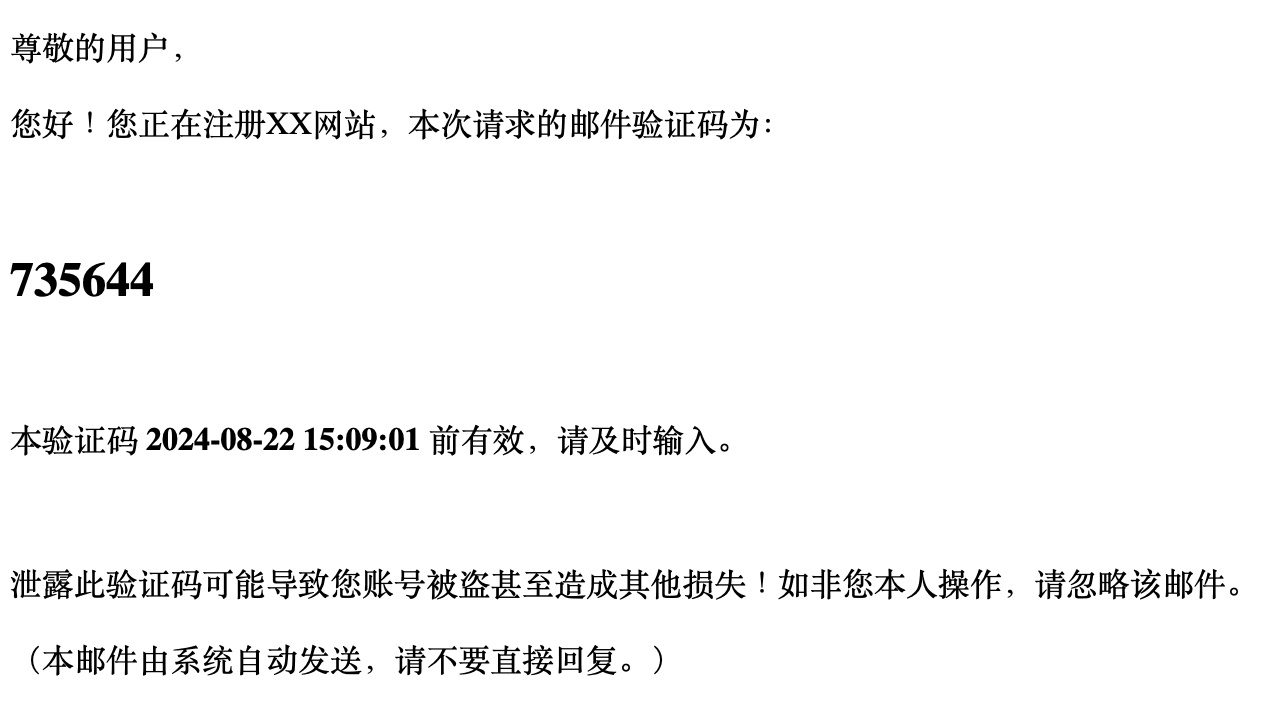 尊敬的用户，
您好！您正在注册XX网站，本次请求的邮件验证码为：
735644
本验证码 2024-08-22 15:09:01 前有效，请及时输入。
泄露此验证码可能导致您账号被盗甚至造成其他损失！如非您本人操作，请忽略该邮件。
（本邮件由系统自动发送，请不要直接回复。）